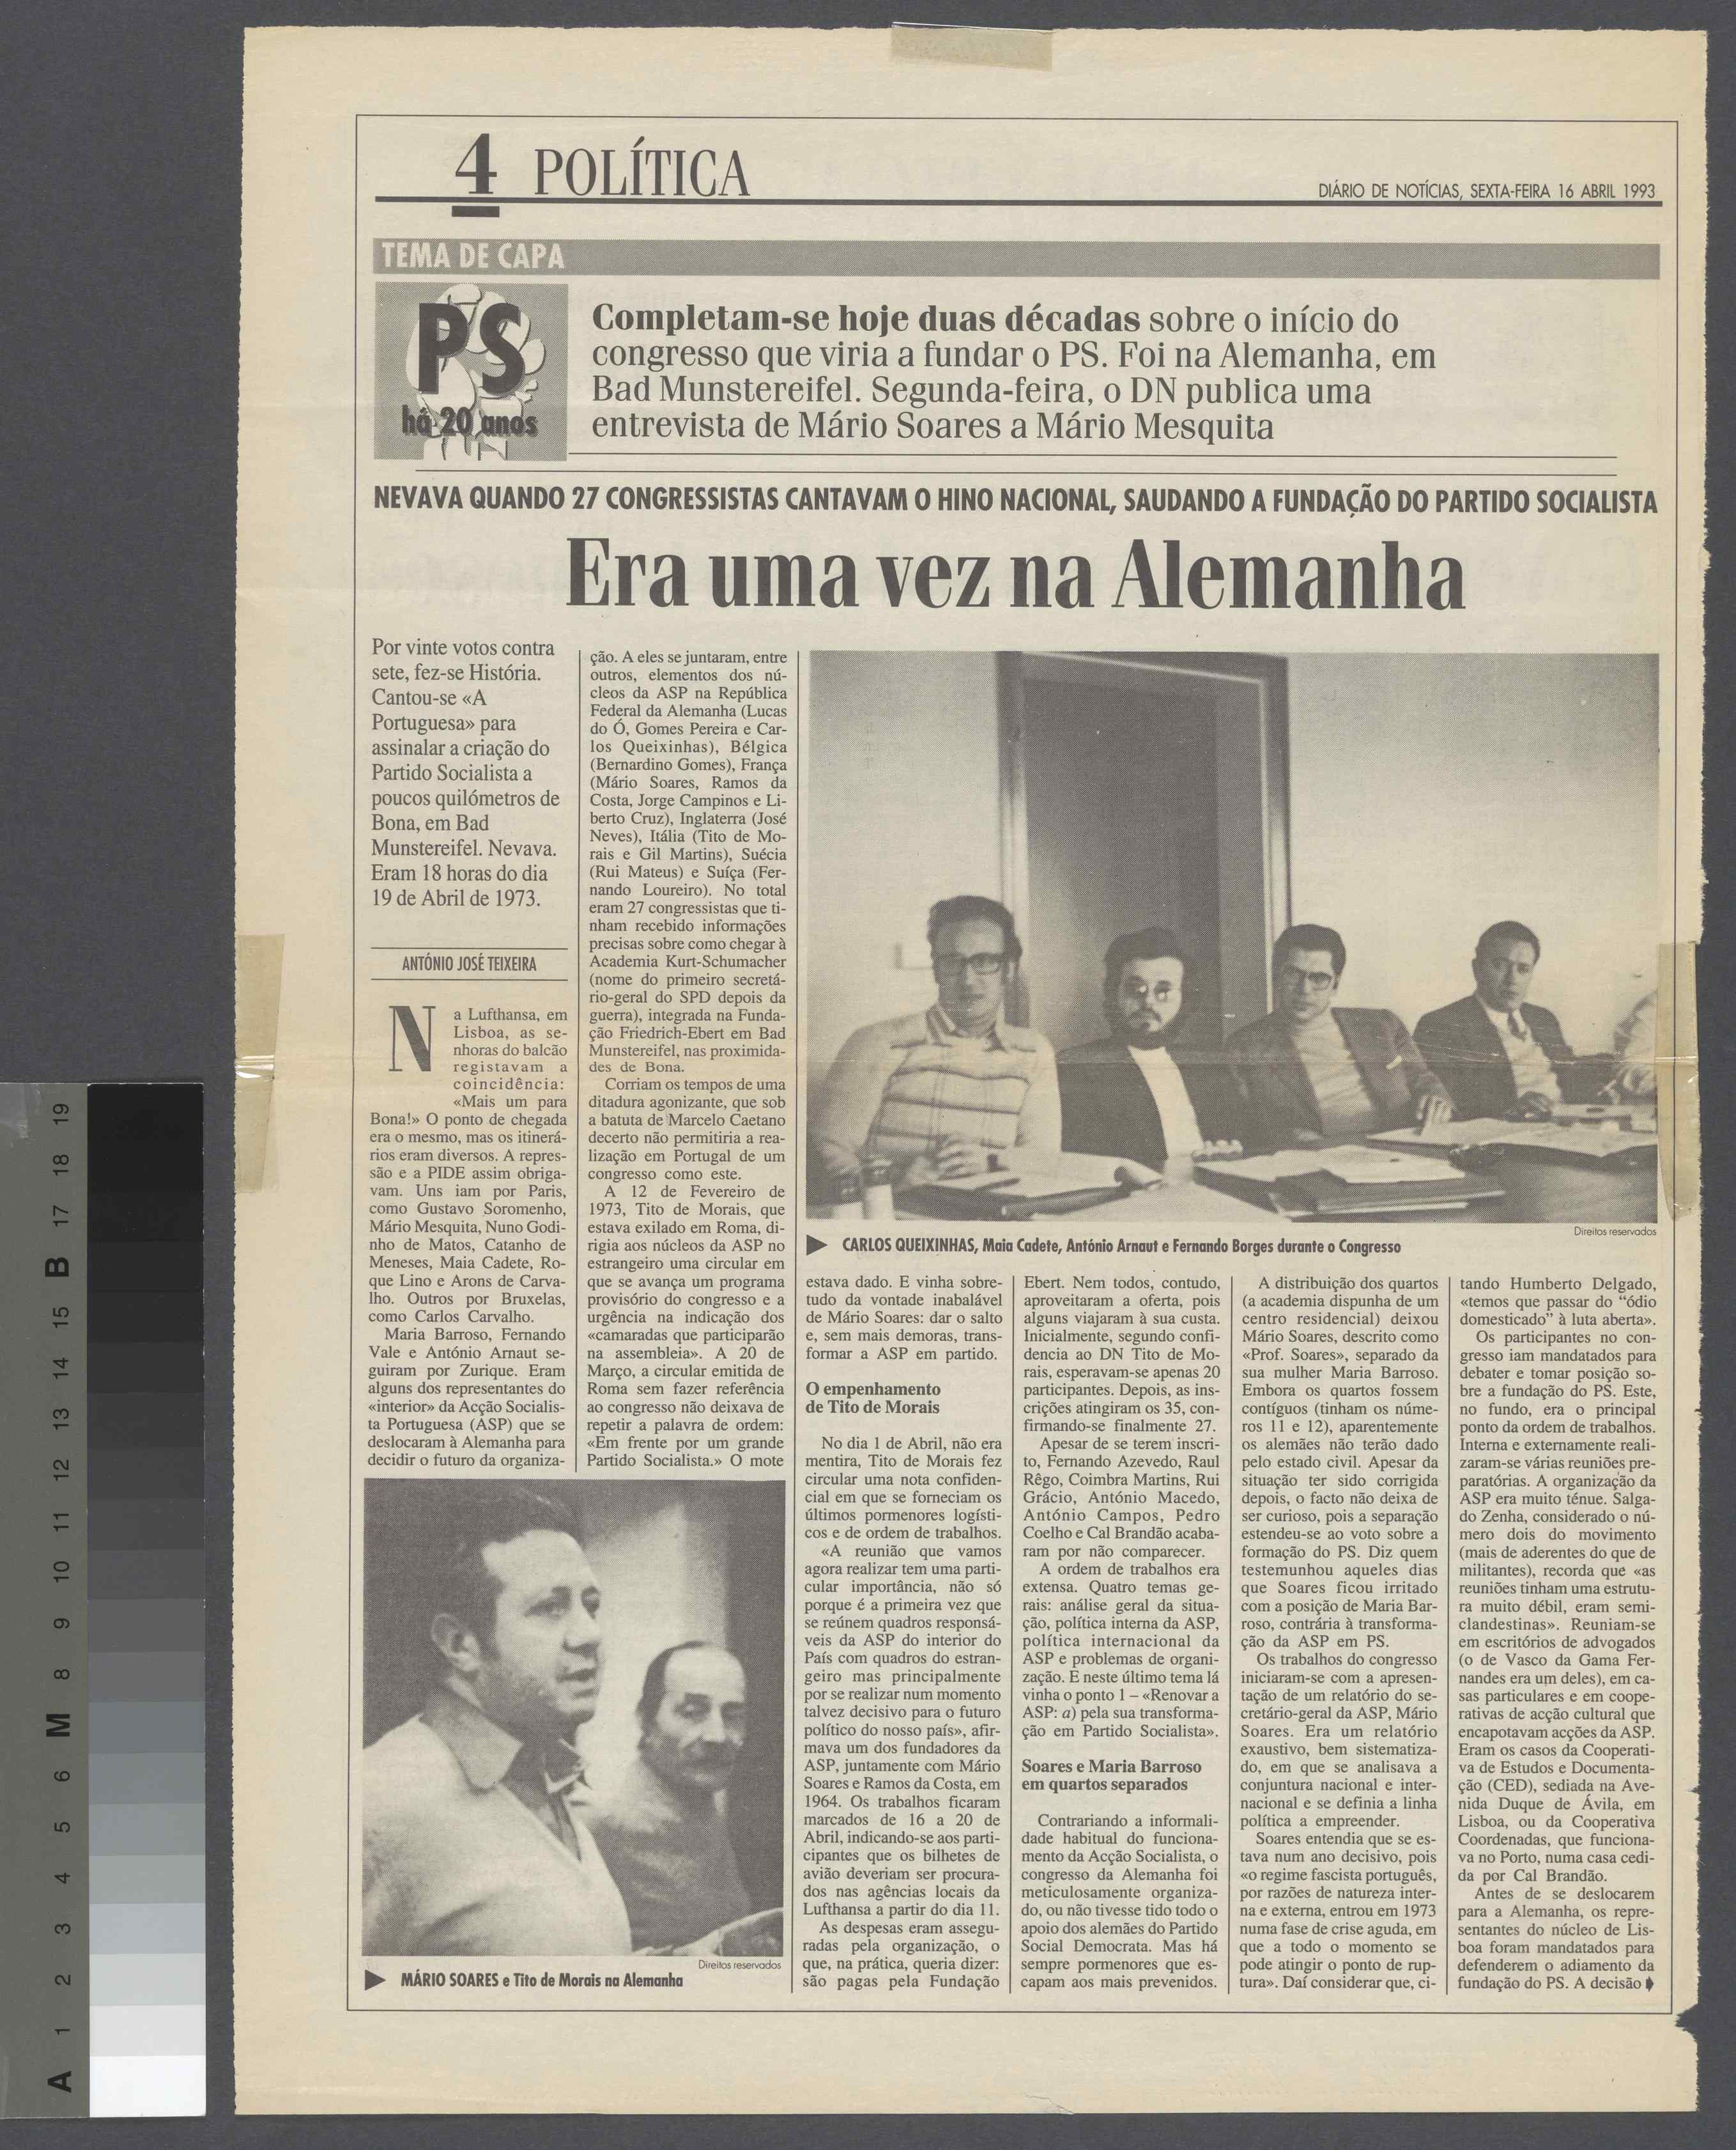 4 POLÍTICA
DIÁRIO DE NOTÍCIAS, SEXTA-FEIRA 16 ABRIL 1993
TEMA DE CAPA
PS
há 20 anos
Completam-se hoje duas décadas sobre o início do
congresso que viria a fundar o PS. Foi na Alemanha, em
Bad Munstereifel. Segunda-feira, o DN publica uma
entrevista de Mário Soares a Mário Mesquita
NEVAVA QUANDO 27 CONGRESSISTAS CANTAVAM O HINO NACIONAL, SAUDANDO A FUNDAÇÃO DO PARTIDO SOCIALISTA
Era uma vez na Alemanha
Por vinte votos contra
sete, fez-se História.
Cantou-se «A
Portuguesa» para
assinalar a criação do
Partido Socialista a
poucos quilómetros de
Bona, em Bad
Munstereifel. Nevava.
Eram 18 horas do dia
19 de Abril de 1973.
ANTÓNIO JOSÉ TEIXEIRA
Na Lufthansa, em
Lisboa, as se-
nhoras do balcão
registavam a
coincidência:
«Mais um para
Bona!» O ponto de chegada
era o mesmo, mas os itinerá-
rios eram diversos. A repres-
são e a PIDE assim obriga-
vam. Uns iam por Paris,
como Gustavo Soromenho,
Mário Mesquita, Nuno Godi-
nho de Matos, Catanho de
Meneses, Maia Cadete, Ro-
que Lino e Arons de Carva-
lho. Outros por Bruxelas,
como Carlos Carvalho.
Maria Barroso, Fernando
Vale e António Arnaut se-
guiram por Zurique. Eram
alguns dos representantes do
«interior» da Acção Socialis-
ta Portuguesa (ASP) que se
deslocaram à Alemanha para
decidir o futuro da organiza-
ção. A eles se juntaram, entre
outros, elementos dos nú-
cleos da ASP na República
Federal da Alemanha (Lucas
do Ó, Gomes Pereira e Car-
los Queixinhas), Bélgica
(Bernardino Gomes), França
(Mário Soares, Ramos da
Costa, Jorge Campinos e Li-
berto Cruz), Inglaterra (José
Neves), Itália (Tito de Mo-
rais e Gil Martins), Suécia
(Rui Mateus) e Suíça (Fer-
nando Loureiro). No total
eram 27 congressistas que ti-
nham recebido informações
precisas sobre como chegar à
Academia Kurt-Schumacher
(nome do primeiro secretá-
rio-geral do SPD depois da
guerra), integrada na Funda-
ção Friedrich-Ebert em Bad
Munstereifel, nas proximida-
des de Bona.
Corriam os tempos de uma
ditadura agonizante, que sob
a batuta de Marcelo Caetano
decerto não permitiria a rea-
lização em Portugal de um
congresso como este.
A 12 de Fevereiro de
1973, Tito de Morais, que
estava exilado em Roma, di-
rigia aos núcleos da ASP no
estrangeiro uma circular em
que se avança um programa
provisório do congresso e a
urgência na indicação dos
«camaradas que participarão
na assembleia». A 20 de
Março, a circular emitida de
Roma sem fazer referência
ao congresso não deixava de
repetir a palavra de ordem:
«Em frente por um grande
Partido Socialista.» O mote
Direitos reservados
CARLOS QUEIXINHAS, Maia Cadete, António Arnaut e Fernando Borges durante o Congresso
Direitos reservados
MÁRIO SOARES e Tito de Morais na Alemanha
estava dado. E vinha sobre-
tudo da vontade inabalável
de Mário Soares: dar o salto
e, sem mais demoras, trans-
formar a ASP em partido.
O empenhamento
de Tito de Morais
No dia 1 de Abril, não era
mentira, Tito de Morais fez
circular uma nota confiden-
cial em que se forneciam os
últimos pormenores logísti-
cos e de ordem de trabalhos.
«A reunião que vamos
agora realizar tem uma parti-
cular importância, não só
porque é a primeira vez que
se reúnem quadros responsá-
veis da ASP do interior do
País com quadros do estran-
geiro mas principalmente
por se realizar num momento
talvez decisivo para o futuro
político do nosso país», afir-
mava um dos fundadores da
ASP, juntamente com Mário
Soares e Ramos da Costa, em
1964. Os trabalhos ficaram
marcados de 16 a 20 de
Abril, indicando-se aos parti-
cipantes que os bilhetes de
avião deveriam ser procura-
dos nas agências locais da
Lufthansa a partir do dia 11.
As despesas eram assegu-
radas pela organização, o
que, na prática, queria dizer:
são pagas pela Fundação
Ebert. Nem todos, contudo,
aproveitaram a oferta, pois
alguns viajaram à sua custa.
Inicialmente, segundo confi-
dencia ao DN Tito de Mo-
rais, esperavam-se apenas 20
participantes. Depois, as ins-
crições atingiram os 35, con-
firmando-se finalmente 27.
Apesar de se terem inscri-
to, Fernando Azevedo, Raul
Rêgo, Coimbra Martins, Rui
Grácio, António Macedo,
António Campos, Pedro
Coelho e Cal Brandão acaba-
ram por não comparecer.
A ordem de trabalhos era
extensa. Quatro temas ge-
rais: análise geral da situa-
ção, política interna da ASP,
política internacional da
ASP e problemas de organi-
zação. E neste último tema lá
vinha o ponto 1 – «Renovar a
ASP: a) pela sua transforma-
ção em Partido Socialista».
Soares e Maria Barroso
em quartos separados
Contrariando a informali-
dade habitual do funciona-
mento da Acção Socialista, o
congresso da Alemanha foi
meticulosamente organiza-
do, ou não tivesse tido todo o
apoio dos alemães do Partido
Social Democrata. Mas há
sempre pormenores que es-
capam aos mais prevenidos.
A distribuição dos quartos
(a academia dispunha de um
centro residencial) deixou
Mário Soares, descrito como
«Prof. Soares», separado da
sua mulher Maria Barroso.
Embora os quartos fossem
contíguos (tinham os núme-
ros 11 e 12), aparentemente
os alemães não terão dado
pelo estado civil. Apesar da
situação ter sido corrigida
depois, o facto não deixa de
ser curioso, pois a separação
estendeu-se ao voto sobre a
formação do PS. Diz quem
testemunhou aqueles dias
que Soares ficou irritado
com a posição de Maria Bar-
roso, contrária à transforma-
ção da ASP em PS.
Os trabalhos do congresso
iniciaram-se com a apresen-
tação de um relatório do se-
cretário-geral da ASP, Mário
Soares. Era um relatório
exaustivo, bem sistematiza-
do, em que se analisava a
conjuntura nacional e inter-
nacional e se definia a linha
política a empreender.
Soares entendia que se es-
tava num ano decisivo, pois
«o regime fascista português,
por razões de natureza inter-
na e externa, entrou em 1973
numa fase de crise aguda, em
que a todo o momento se
pode atingir o ponto de rup-
tura». Daí considerar que, ci-
tando Humberto Delgado,
«temos que passar do “ódio
domesticado” à luta aberta».
Os participantes no con-
gresso iam mandatados para
debater e tomar posição so-
bre a fundação do PS. Este,
no fundo, era o principal
ponto da ordem de trabalhos.
Interna e externamente reali-
zaram-se várias reuniões pre-
paratórias. A organização da
ASP era muito ténue. Salga-
do Zenha, considerado o nú-
mero dois do movimento
(mais de aderentes do que de
militantes), recorda que «as
reuniões tinham uma estrutu-
ra muito débil, eram semi-
clandestinas». Reuniam-se
em escritórios de advogados
(o de Vasco da Gama Fer-
nandes era um deles), em ca-
sas particulares e em coope-
rativas de acção cultural que
encapotavam acções da ASP.
Eram os casos da Cooperati-
va de Estudos e Documenta-
ção (CED), sediada na Ave-
nida Duque de Ávila, em
Lisboa, ou da Cooperativa
Coordenadas, que funciona-
va no Porto, numa casa cedi-
da por Cal Brandão.
Antes de se deslocarem
para a Alemanha, os repre-
sentantes do núcleo de Lis-
boa foram mandatados para
defenderem o adiamento da
fundação do PS. A decisão
A 1 2 3 4 5 6 M 8 9 10 11 12 13 14 15 B 17 18 19